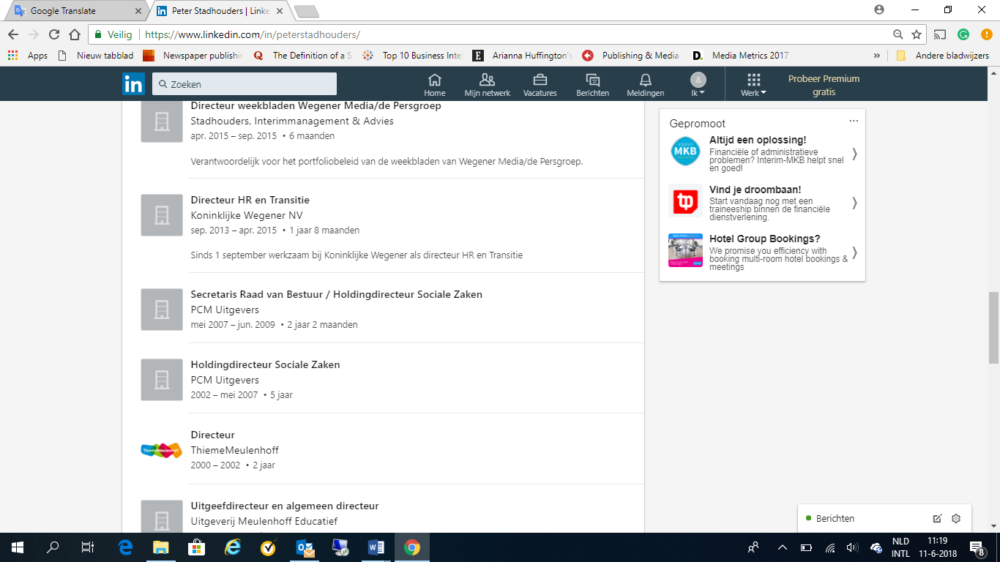 Google Translate
Peter Stadhouders | Linke
Veilig
https://www.linkedin.com/in/peterstadhouders/
Apps
Nieuw tabblad
Newspaper publishin
The Definition of a S
Top 10 Business Inte
Arianna Huffington's
Publishing & Media
Media Metrics 2017
»
Andere bladwijzers
in
Zoeken
Home
Mijn netwerk
Vacatures
Berichten
Meldingen
Ik
Werk
Probeer Premium
gratis
Directeur weekbladen Wegener Media/de Persgroep
Stadhouders, Interimmanagement & Advies
apr. 2015 – sep. 2015 • 6 maanden
Verantwoordelijk voor het portfoliobeleid van de weekbladen van Wegener Media/de Persgroep.
Directeur HR en Transitie
Koninklijke Wegener NV
sep. 2013 – apr. 2015 • 1 jaar 8 maanden
Sinds 1 september werkzaam bij Koninklijke Wegener als directeur HR en Transitie
Secretaris Raad van Bestuur / Holdingdirecteur Sociale Zaken
PCM Uitgevers
mei 2007 – jun. 2009 • 2 jaar 2 maanden
Holdingdirecteur Sociale Zaken
PCM Uitgevers
2002 – mei 2007 • 5 jaar
ThiemeMeulenhoff
Directeur
ThiemeMeulenhoff
2000 – 2002 • 2 jaar
Uitgeefdirecteur en algemeen directeur
Uitgeverij Meulenhoff Educatief
Gepromoot
...
interim
MKB
Altijd een oplossing!
Financiële of administratieve
problemen? Interim-MKB helpt snel
en goed!
tp
Vind je droombaan!
Start vandaag nog met een
traineeship binnen de financiële
dienstverlening.
Hotel Group Bookings?
We promise you efficiency with
booking multi-room hotel bookings &
meetings
Berichten
NLD
INTL
11:19
11-6-2018
8